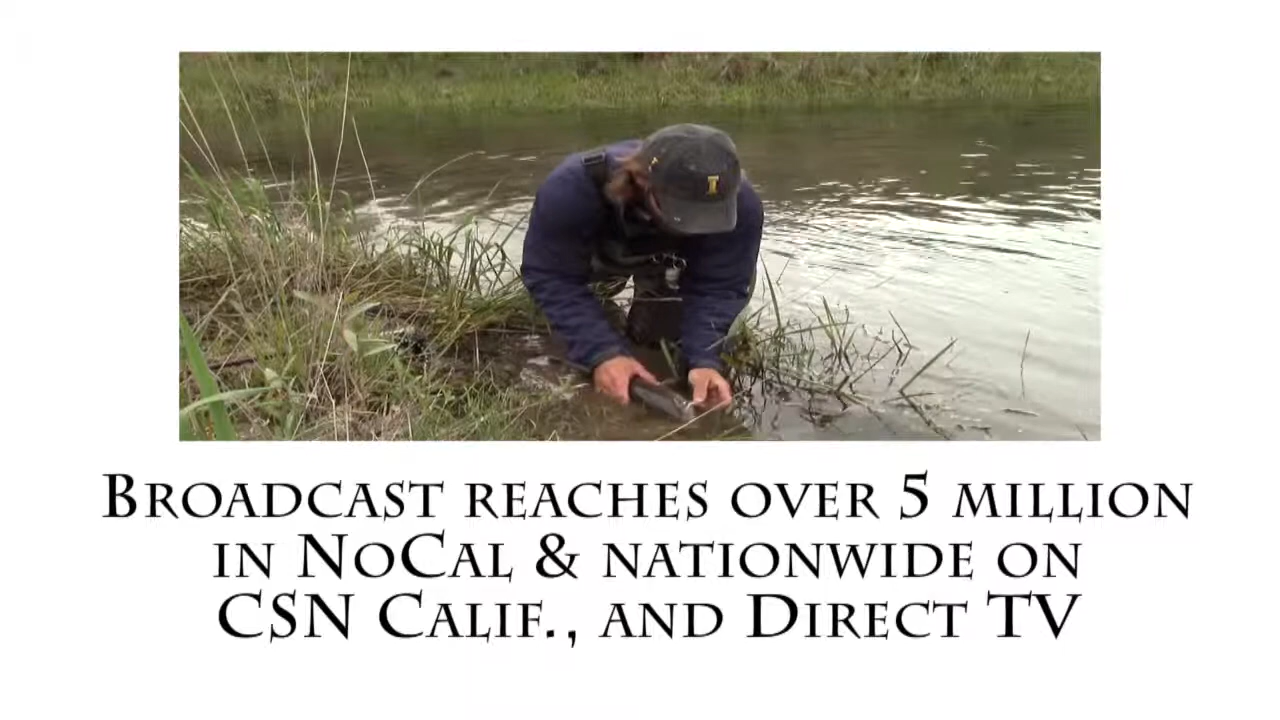 Broadcast reaches over 5 million
in NoCal & nationwide on
CSN Calif., and Direct TV
I